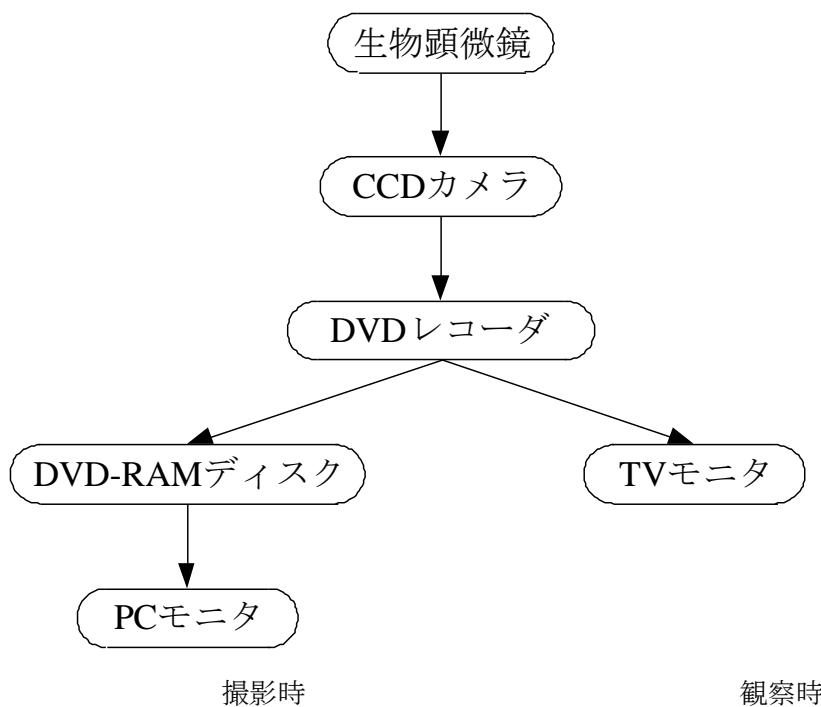 生物顕微鏡
CCDカメラ
DVDレコーダ
DVD-RAMディスク
TVモニタ
PCモニタ
撮影時
観察時